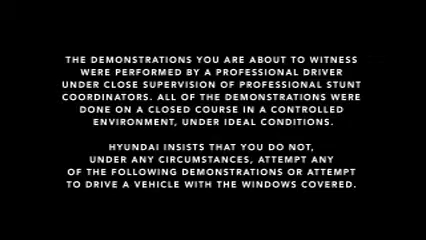 THE DEMONSTRATIONS YOU ARE ABOUT TO WITNESS
WERE PERFORMED BY A PROFESSIONAL DRIVER
UNDER CLOSE SUPERVISION OF PROFESSIONAL STUNT
COORDINATORS. ALL OF THE DEMONSTRATIONS WERE
DONE ON A CLOSED COURSE IN A CONTROLLED
ENVIRONMENT, UNDER IDEAL CONDITIONS.
HYUNDAI INSISTS THAT YOU DO NOT,
UNDER ANY CIRCUMSTANCES, ATTEMPT ANY
OF THE FOLLOWING DEMONSTRATIONS OR ATTEMPT
TO DRIVE A VEHICLE WITH THE WINDOWS COVERED.